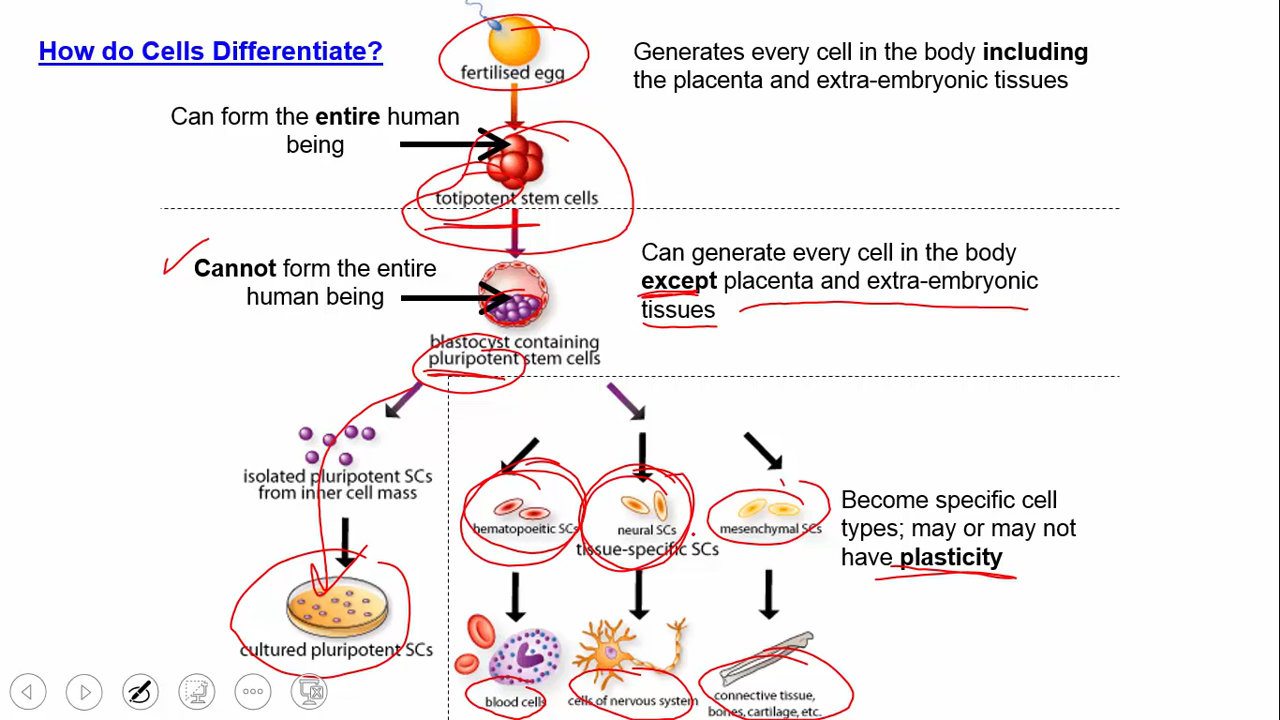 How do Cells Differentiate?
fertilised egg
Generates every cell in the body including
the placenta and extra-embryonic tissues
Can form the entire human
being
totipotent stem cells
Cannot form the entire
human being
Can generate every cell in the body
except placenta and extra-embryonic
tissues
blastocyst containing
pluripotent stem cells
isolated pluripotent SCs
from inner cell mass
hematopoeitic SCs
neural SCs
mesenchymal SCs
tissue-specific SCs
Become specific cell
types; may or may not
have plasticity
cultured pluripotent SCs
blood cells
cells of nervous system
connective tissue,
bones, cartilage, etc.